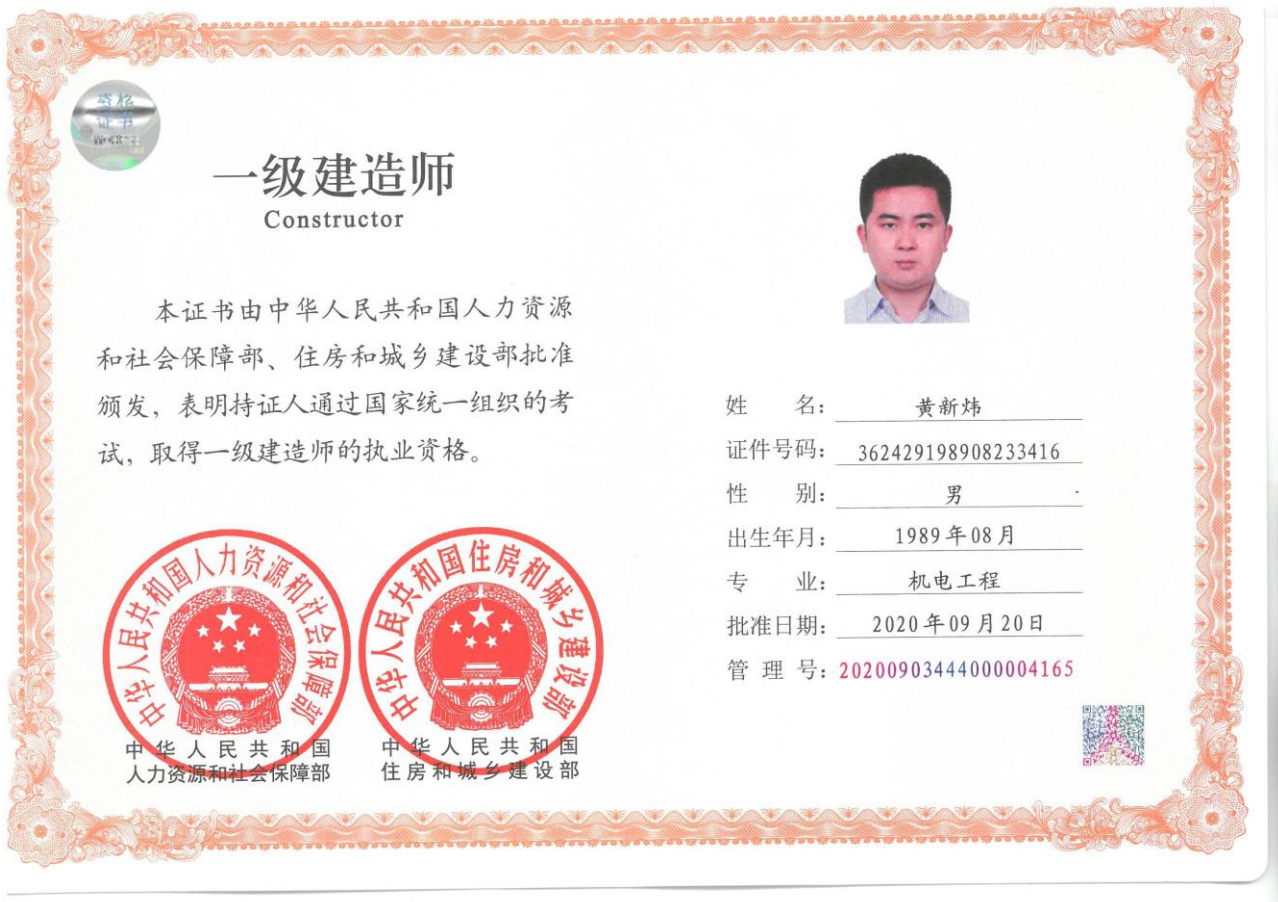 资格
证书
一级建造师
Constructor
本证书由中华人民共和国人力资源
和社会保障部、住房和城乡建设部批准
颁发，表明持证人通过国家统一组织的考
试，取得一级建造师的执业资格。
中华人民共和国人力资源和社会保障部
中华人民共和国住房和城乡建设部
中华人民共和国
人力资源和社会保障部
中华人民共和国
住房和城乡建设部
姓 名：黄新炜
证件号码：362429198908233416
性 别：男
出生年月：1989年08月
专 业：机电工程
批准日期：2020年09月20日
管 理 号：20200903444000004165